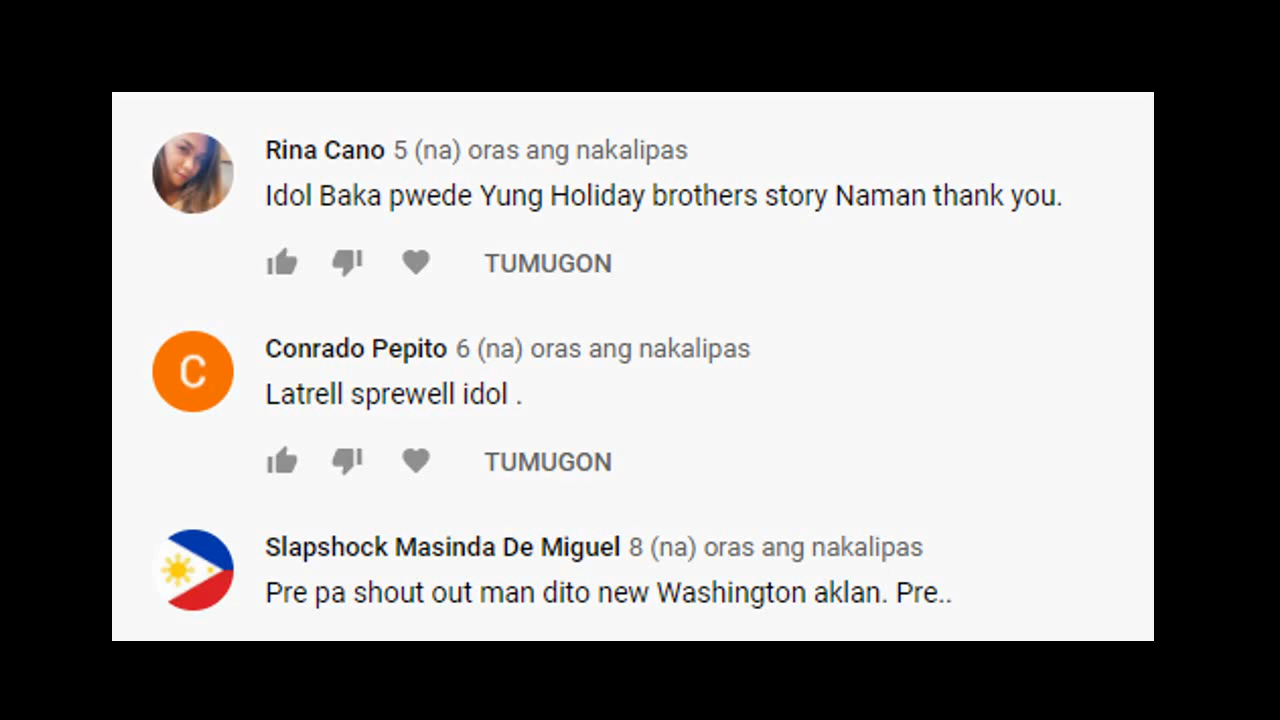 Rina Cano 5 (na) oras ang nakalipas
Idol Baka pwede Yung Holiday brothers story Naman thank you.
TUMUGON
C
Conrado Pepito 6 (na) oras ang nakalipas
Latrell sprewell idol .
TUMUGON
Slapshock Masinda De Miguel 8 (na) oras ang nakalipas
Pre pa shout out man dito new Washington aklan. Pre..